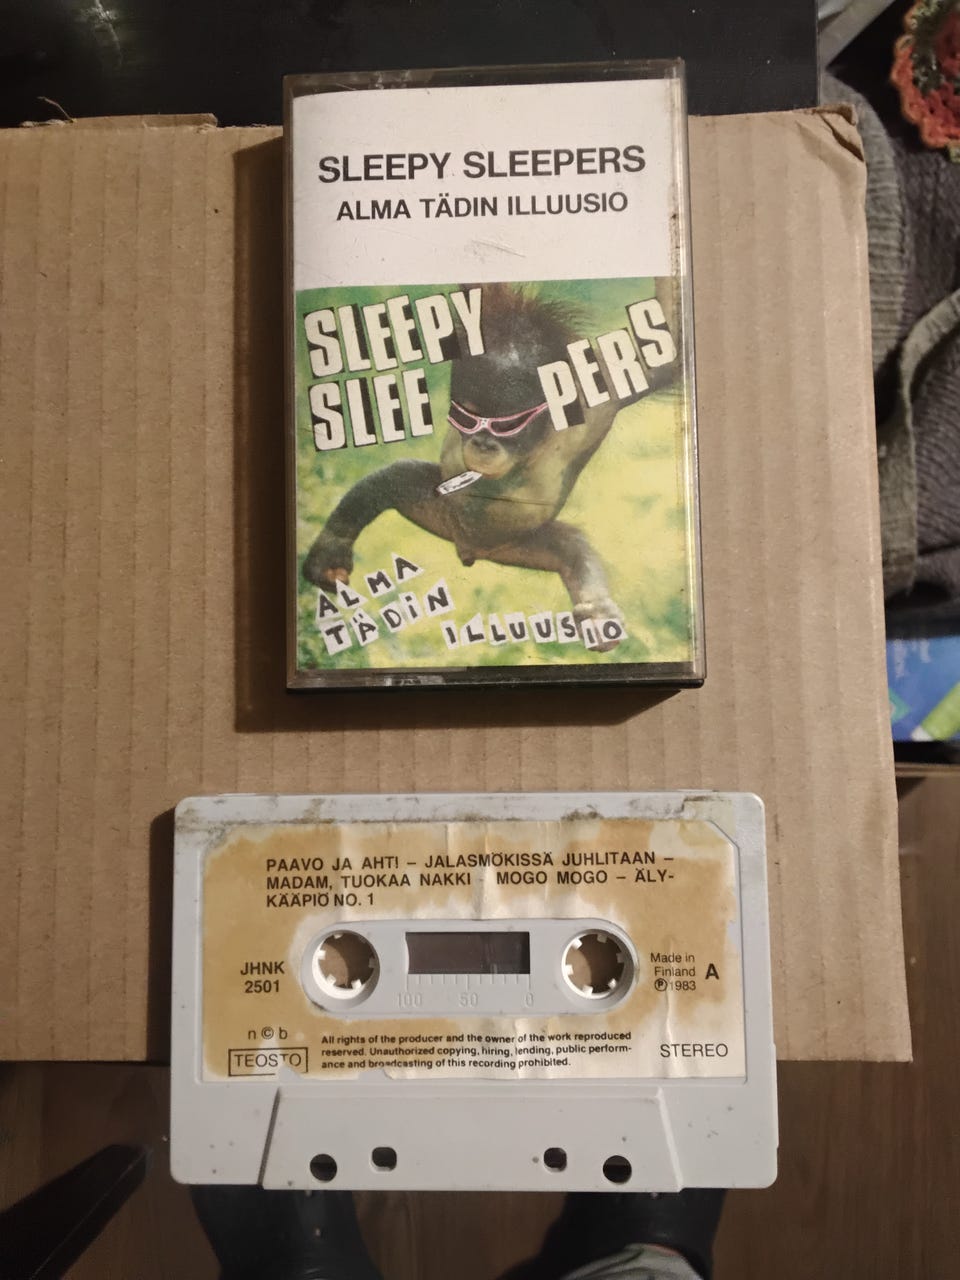 SLEEPY SLEEPERS
ALMA TÄDIN ILLUUSIO
SLEEPY
SLEE PERS
ALMA
TÄDiN ILLUUSIO
PAAVO JA AHTI – JALASMÖKISSÄ JUHLITAAN –
MADAM, TUOKAA NAKKI - MOGO MOGO – ÄLY-
KÄÄPIÖ NO. 1
JHNK
2501
100 50 0
Made in
Finland
Ⓟ 1983
A
n © b
TEOSTO
All rights of the producer and the owner of the work reproduced
reserved. Unauthorized copying, hiring, lending, public perform-
ance and broadcasting of this recording prohibited.
STEREO